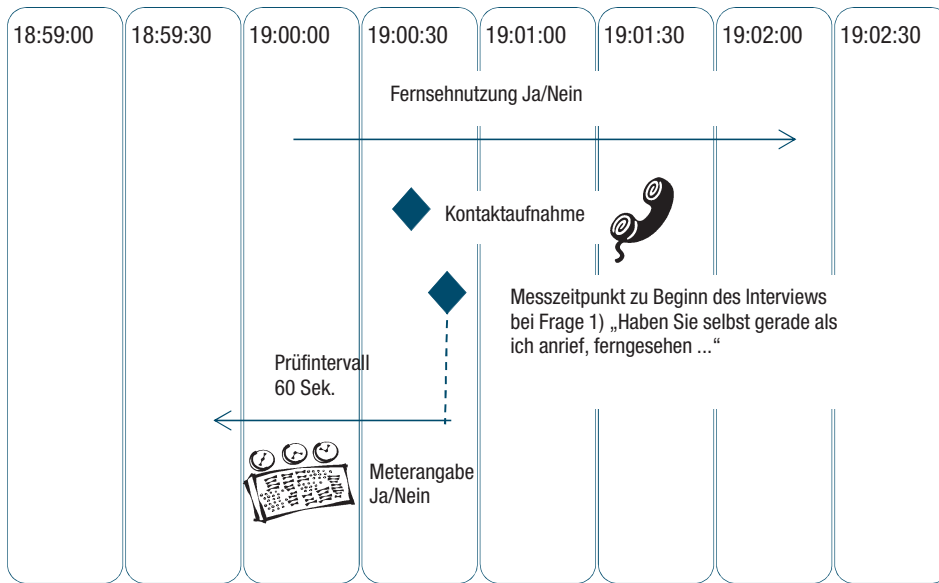 18:59:00 18:59:30 19:00:00 19:00:30 19:01:00 19:01:30 19:02:00 19:02:30
Fernsehnutzung Ja/Nein
Kontaktaufnahme
Messzeitpunkt zu Beginn des Interviews
bei Frage 1) „Haben Sie selbst gerade als
ich anrief, ferngesehen ...“
Prüfintervall
60 Sek.
Meterangabe
Ja/Nein